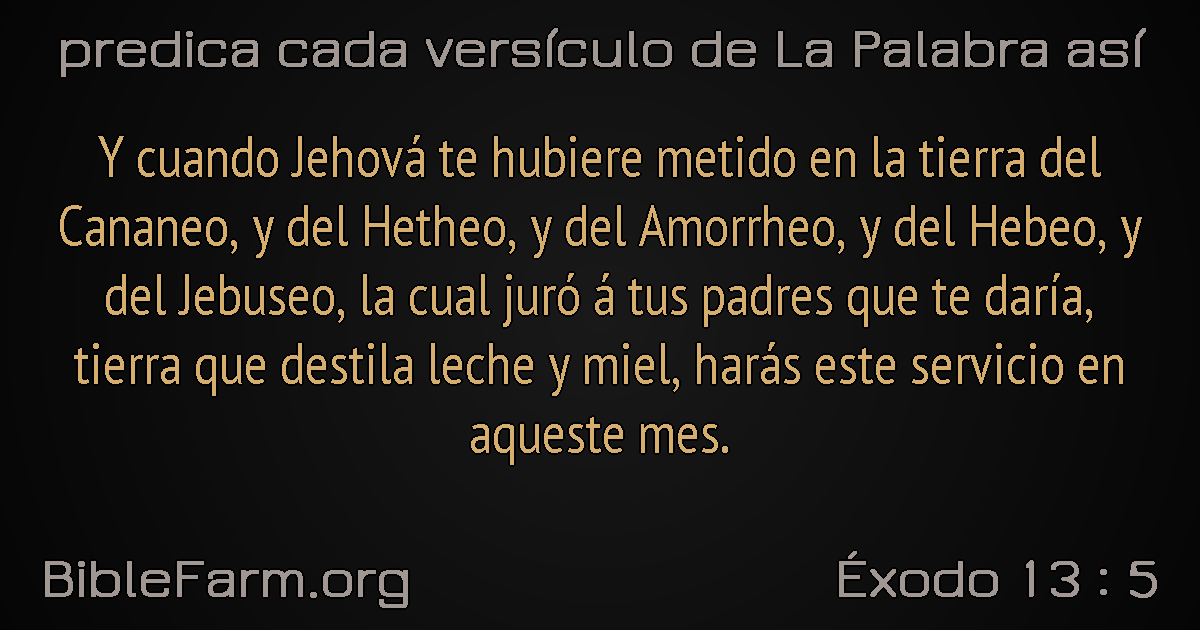 predica cada versículo de La Palabra así
Y cuando Jehová te hubiere metido en la tierra del
Cananeo, y del Hetheo, y del Amorrheo, y del Hebeo, y
del Jebuseo, la cual juró á tus padres que te daría,
tierra que destila leche y miel, harás este servicio en
aqueste mes.
BibleFarm.org
Éxodo 13 : 5